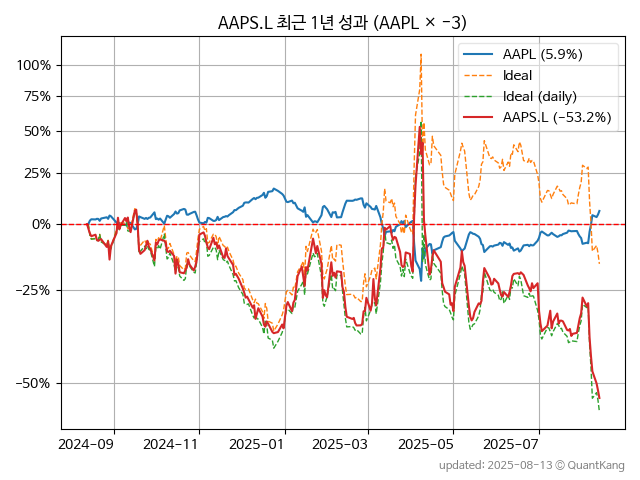 AAPS.L 최근 1년 성과 (AAPL × −3)
100%
75%
50%
25%
0%
−25%
−50%
AAPL (5.9%)
Ideal
Ideal (daily)
AAPS.L (−53.2%)
2024−09
2024−11
2025−01
2025−03
2025−05
2025−07
updated: 2025-08-13 © QuantKang